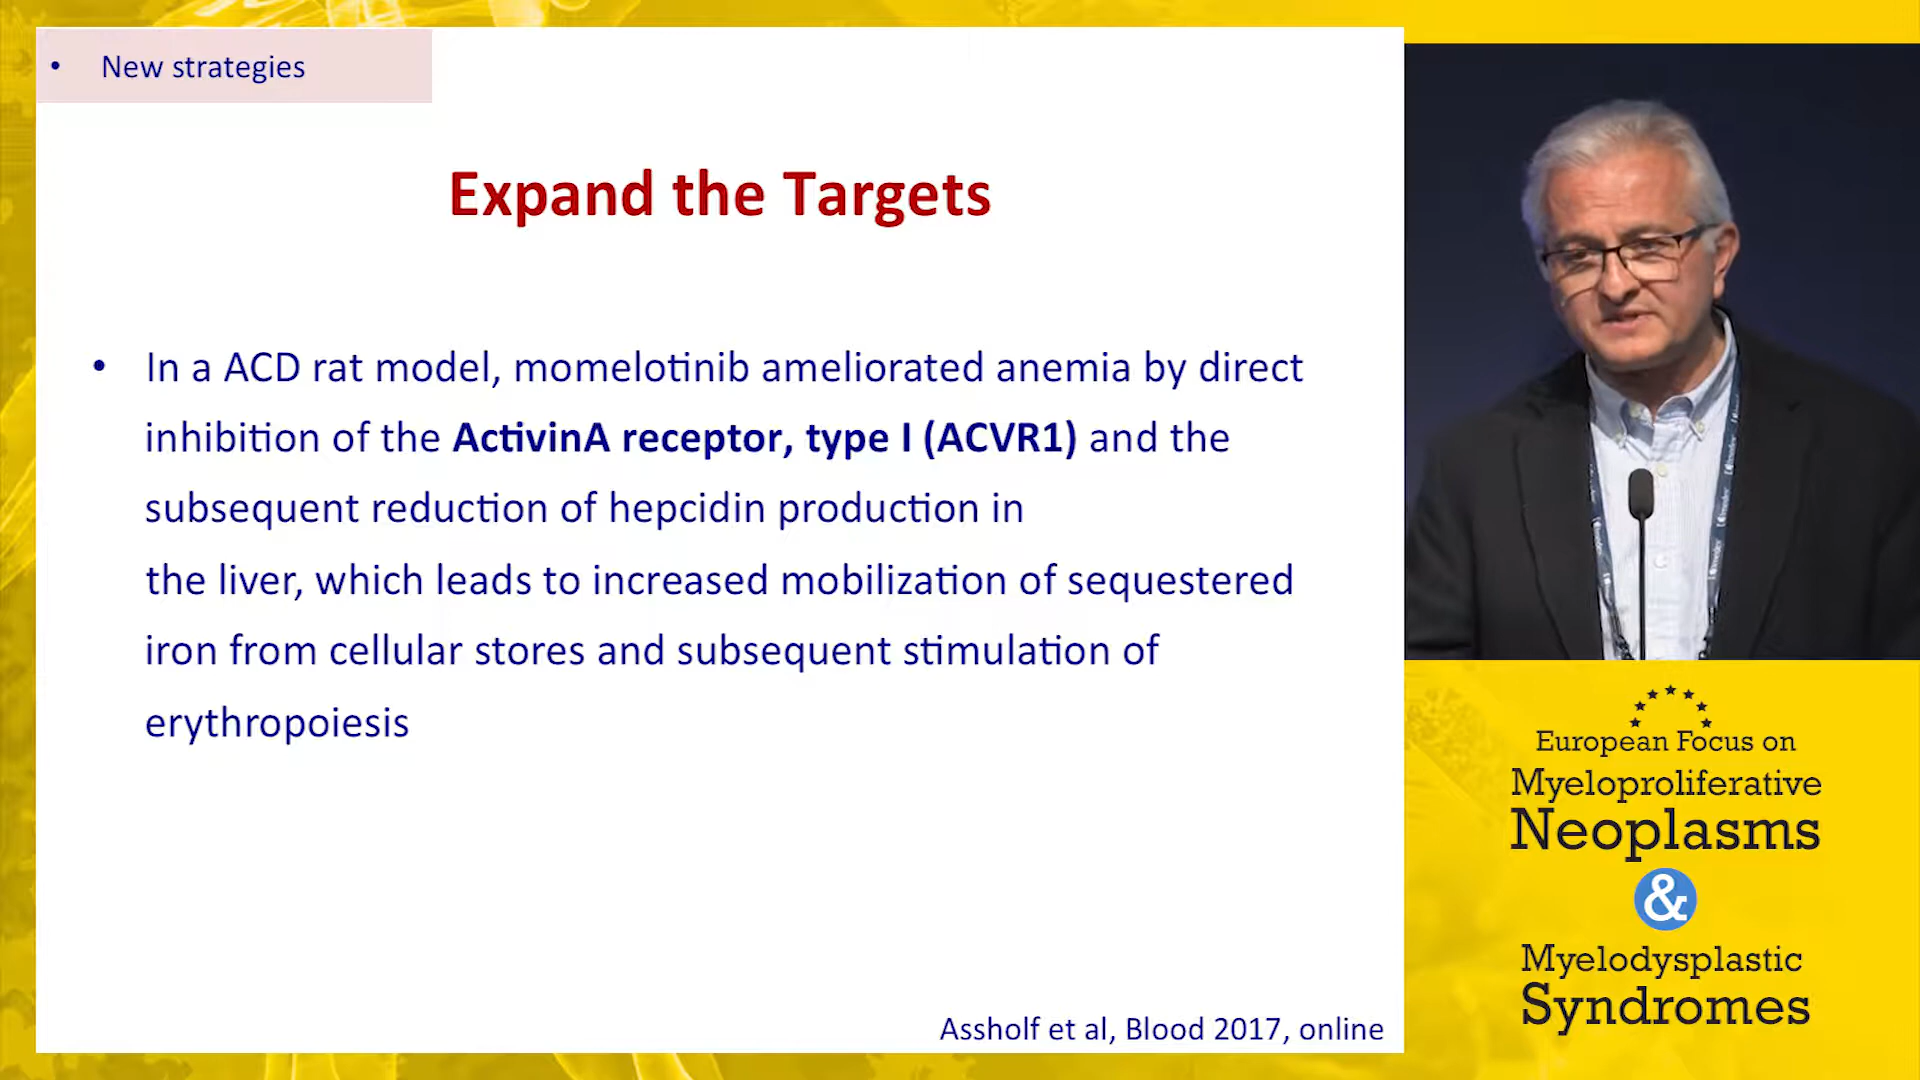 • New strategies
Expand the Targets
• In a ACD rat model, momelotinib ameliorated anemia by direct
inhibition of the ActivinA receptor, type I (ACVR1) and the
subsequent reduction of hepcidin production in
the liver, which leads to increased mobilization of sequestered
iron from cellular stores and subsequent stimulation of
erythropoiesis
Assholf et al, Blood 2017, online
European Focus on
Myeloproliferative
Neoplasms
&
Myelodysplastic
Syndromes